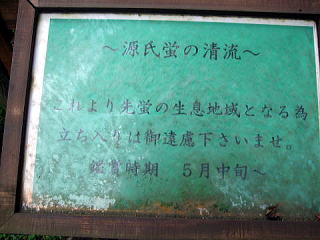 ～源氏蛍の清流～
これより先蛍の生息地域となる為
立ち入りは御遠慮下さいませ。
鑑賞時期　５月中旬～